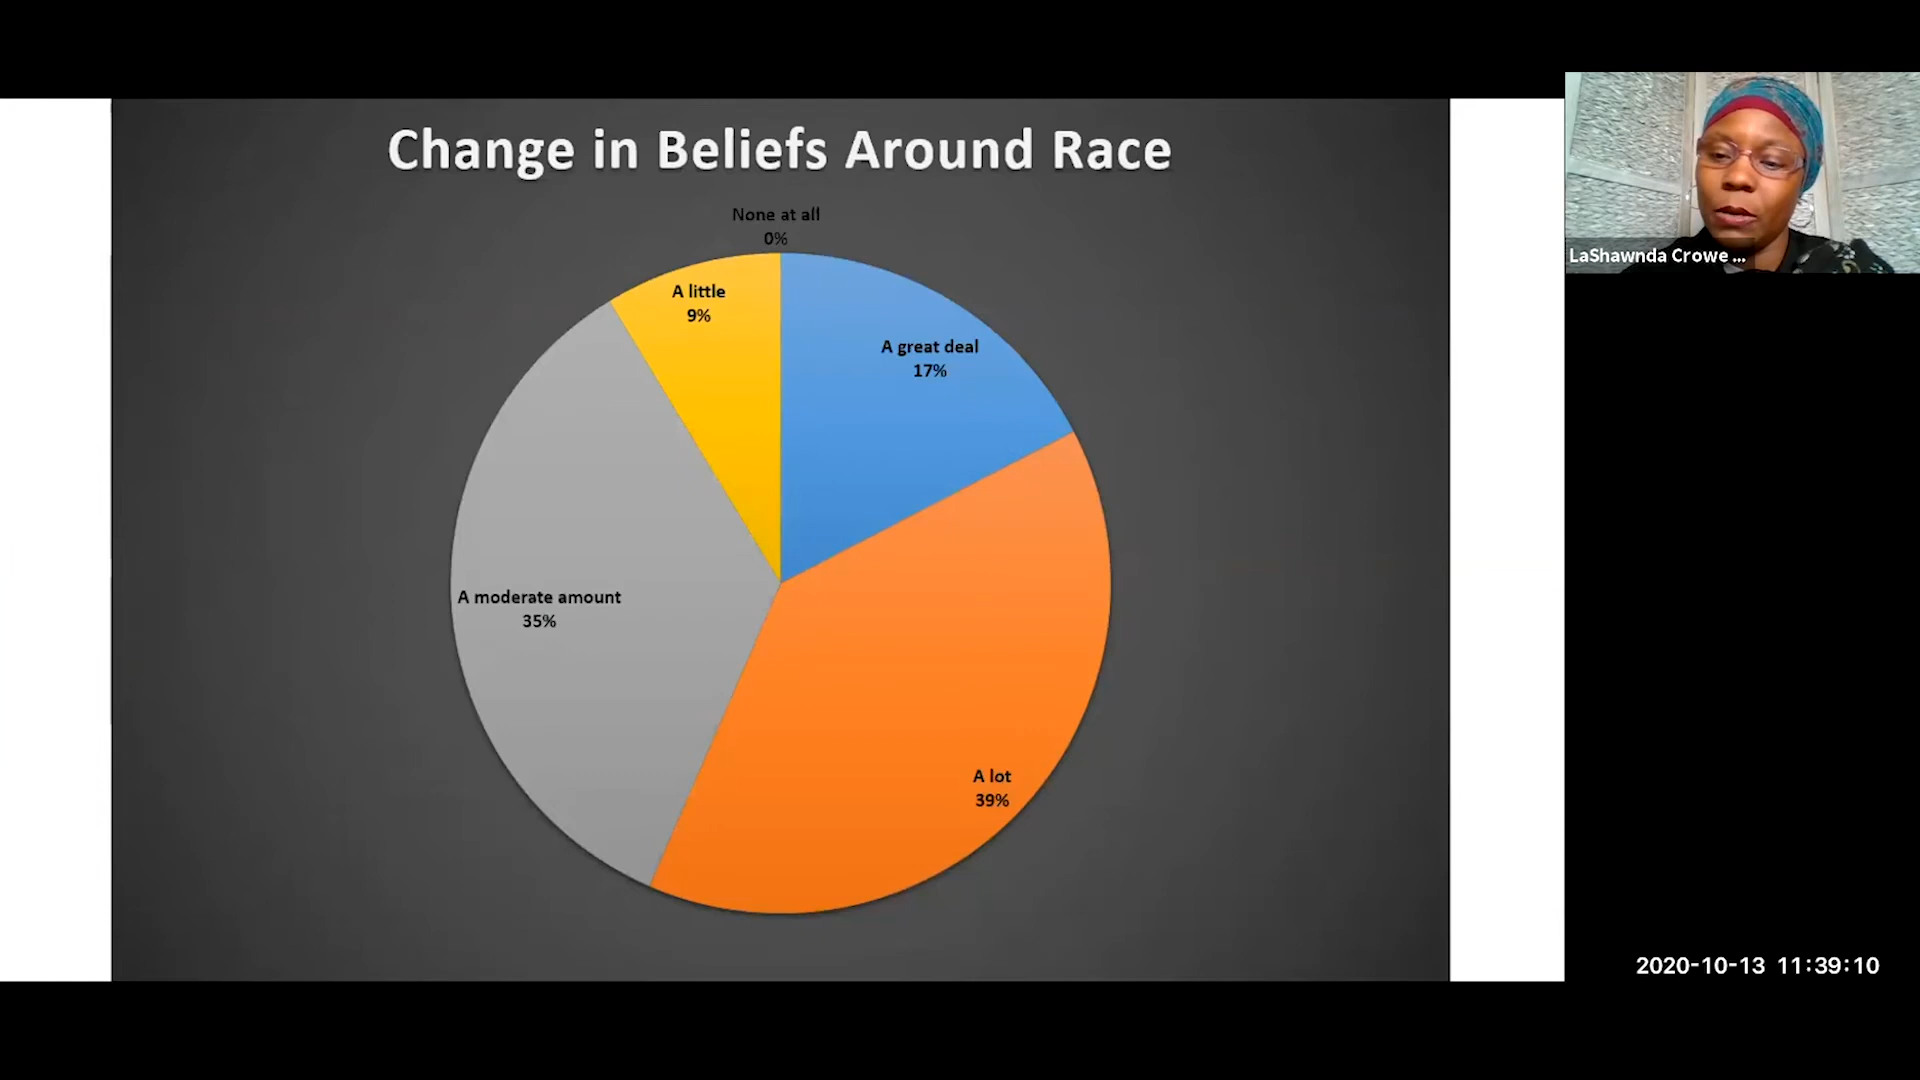 Change in Beliefs Around Race
None at all
0%
A little
9%
A great deal
17%
A moderate amount
35%
A lot
39%
LaShawnda Crowe ...
2020-10-13 11:39:10